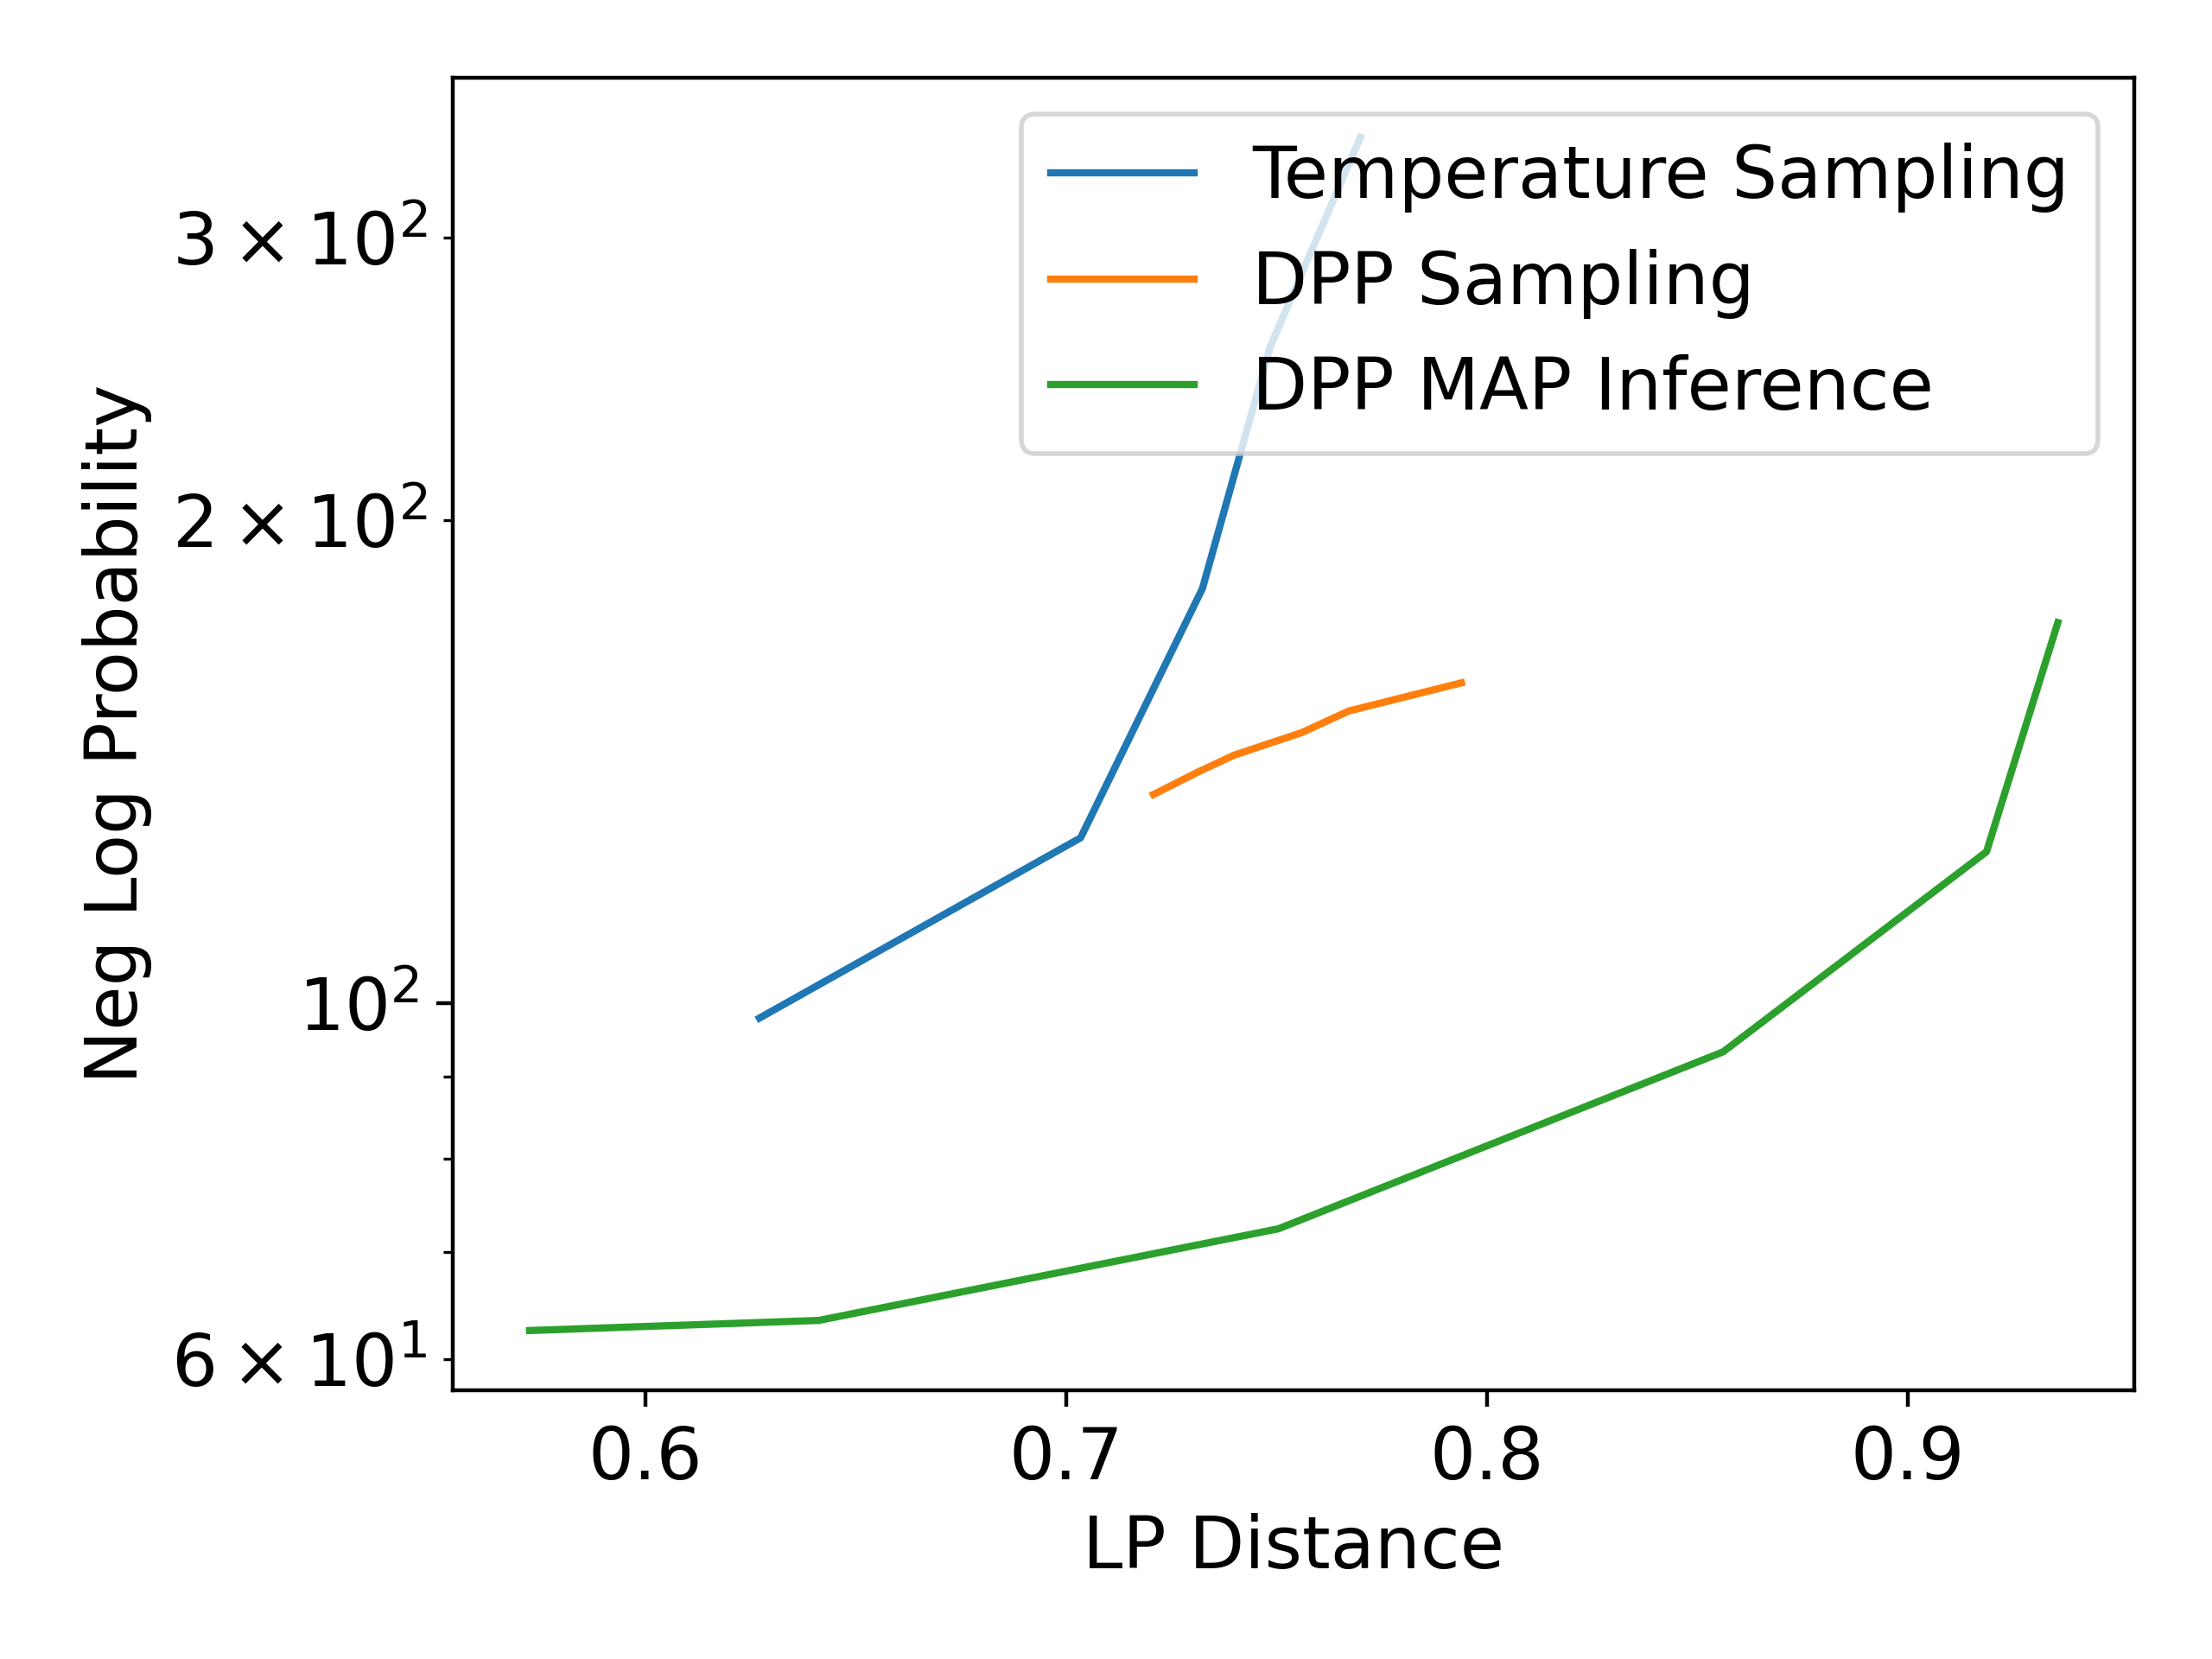 Temperature Sampling
DPP Sampling
DPP MAP Inference
3 × 10²
2 × 10²
10²
6 × 10¹
Neg Log Probability
0.6 0.7 0.8 0.9
LP Distance